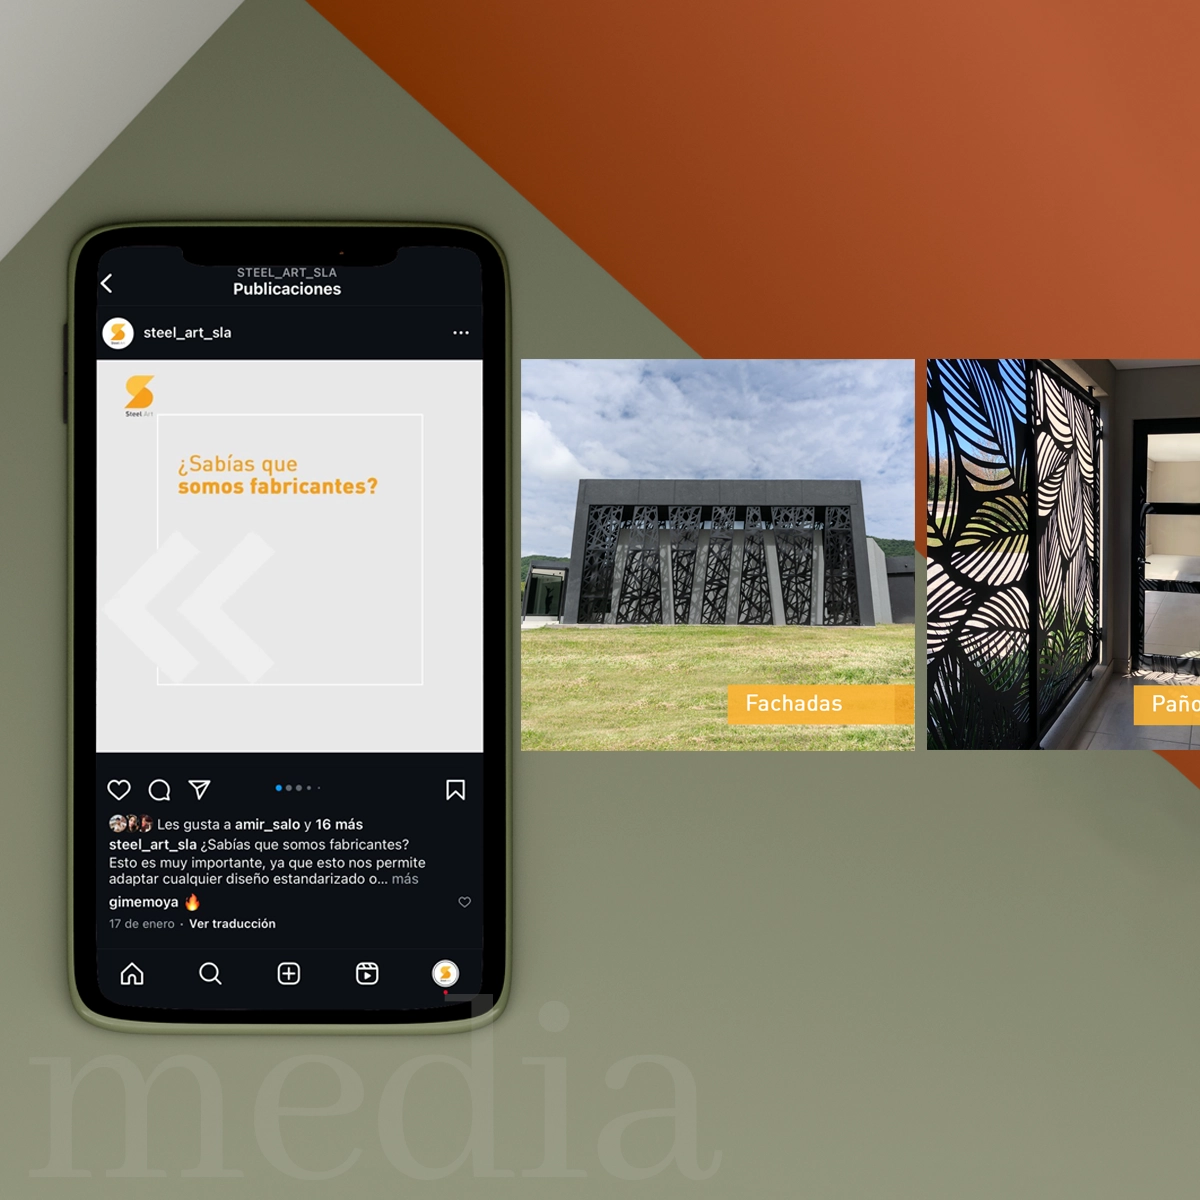 STEEL_ART_SLA
Publicaciones
steel_art_sla
Steel Art
¿Sabías que
somos fabricantes?
Fachadas
Paño
Les gusta a amir_salo y 16 más
steel_art_sla ¿Sabías que somos fabricantes?
Esto es muy importante, ya que esto nos permite
adaptar cualquier diseño estandarizado o... más
gimemoya 🔥
17 de enero · Ver traducción
media